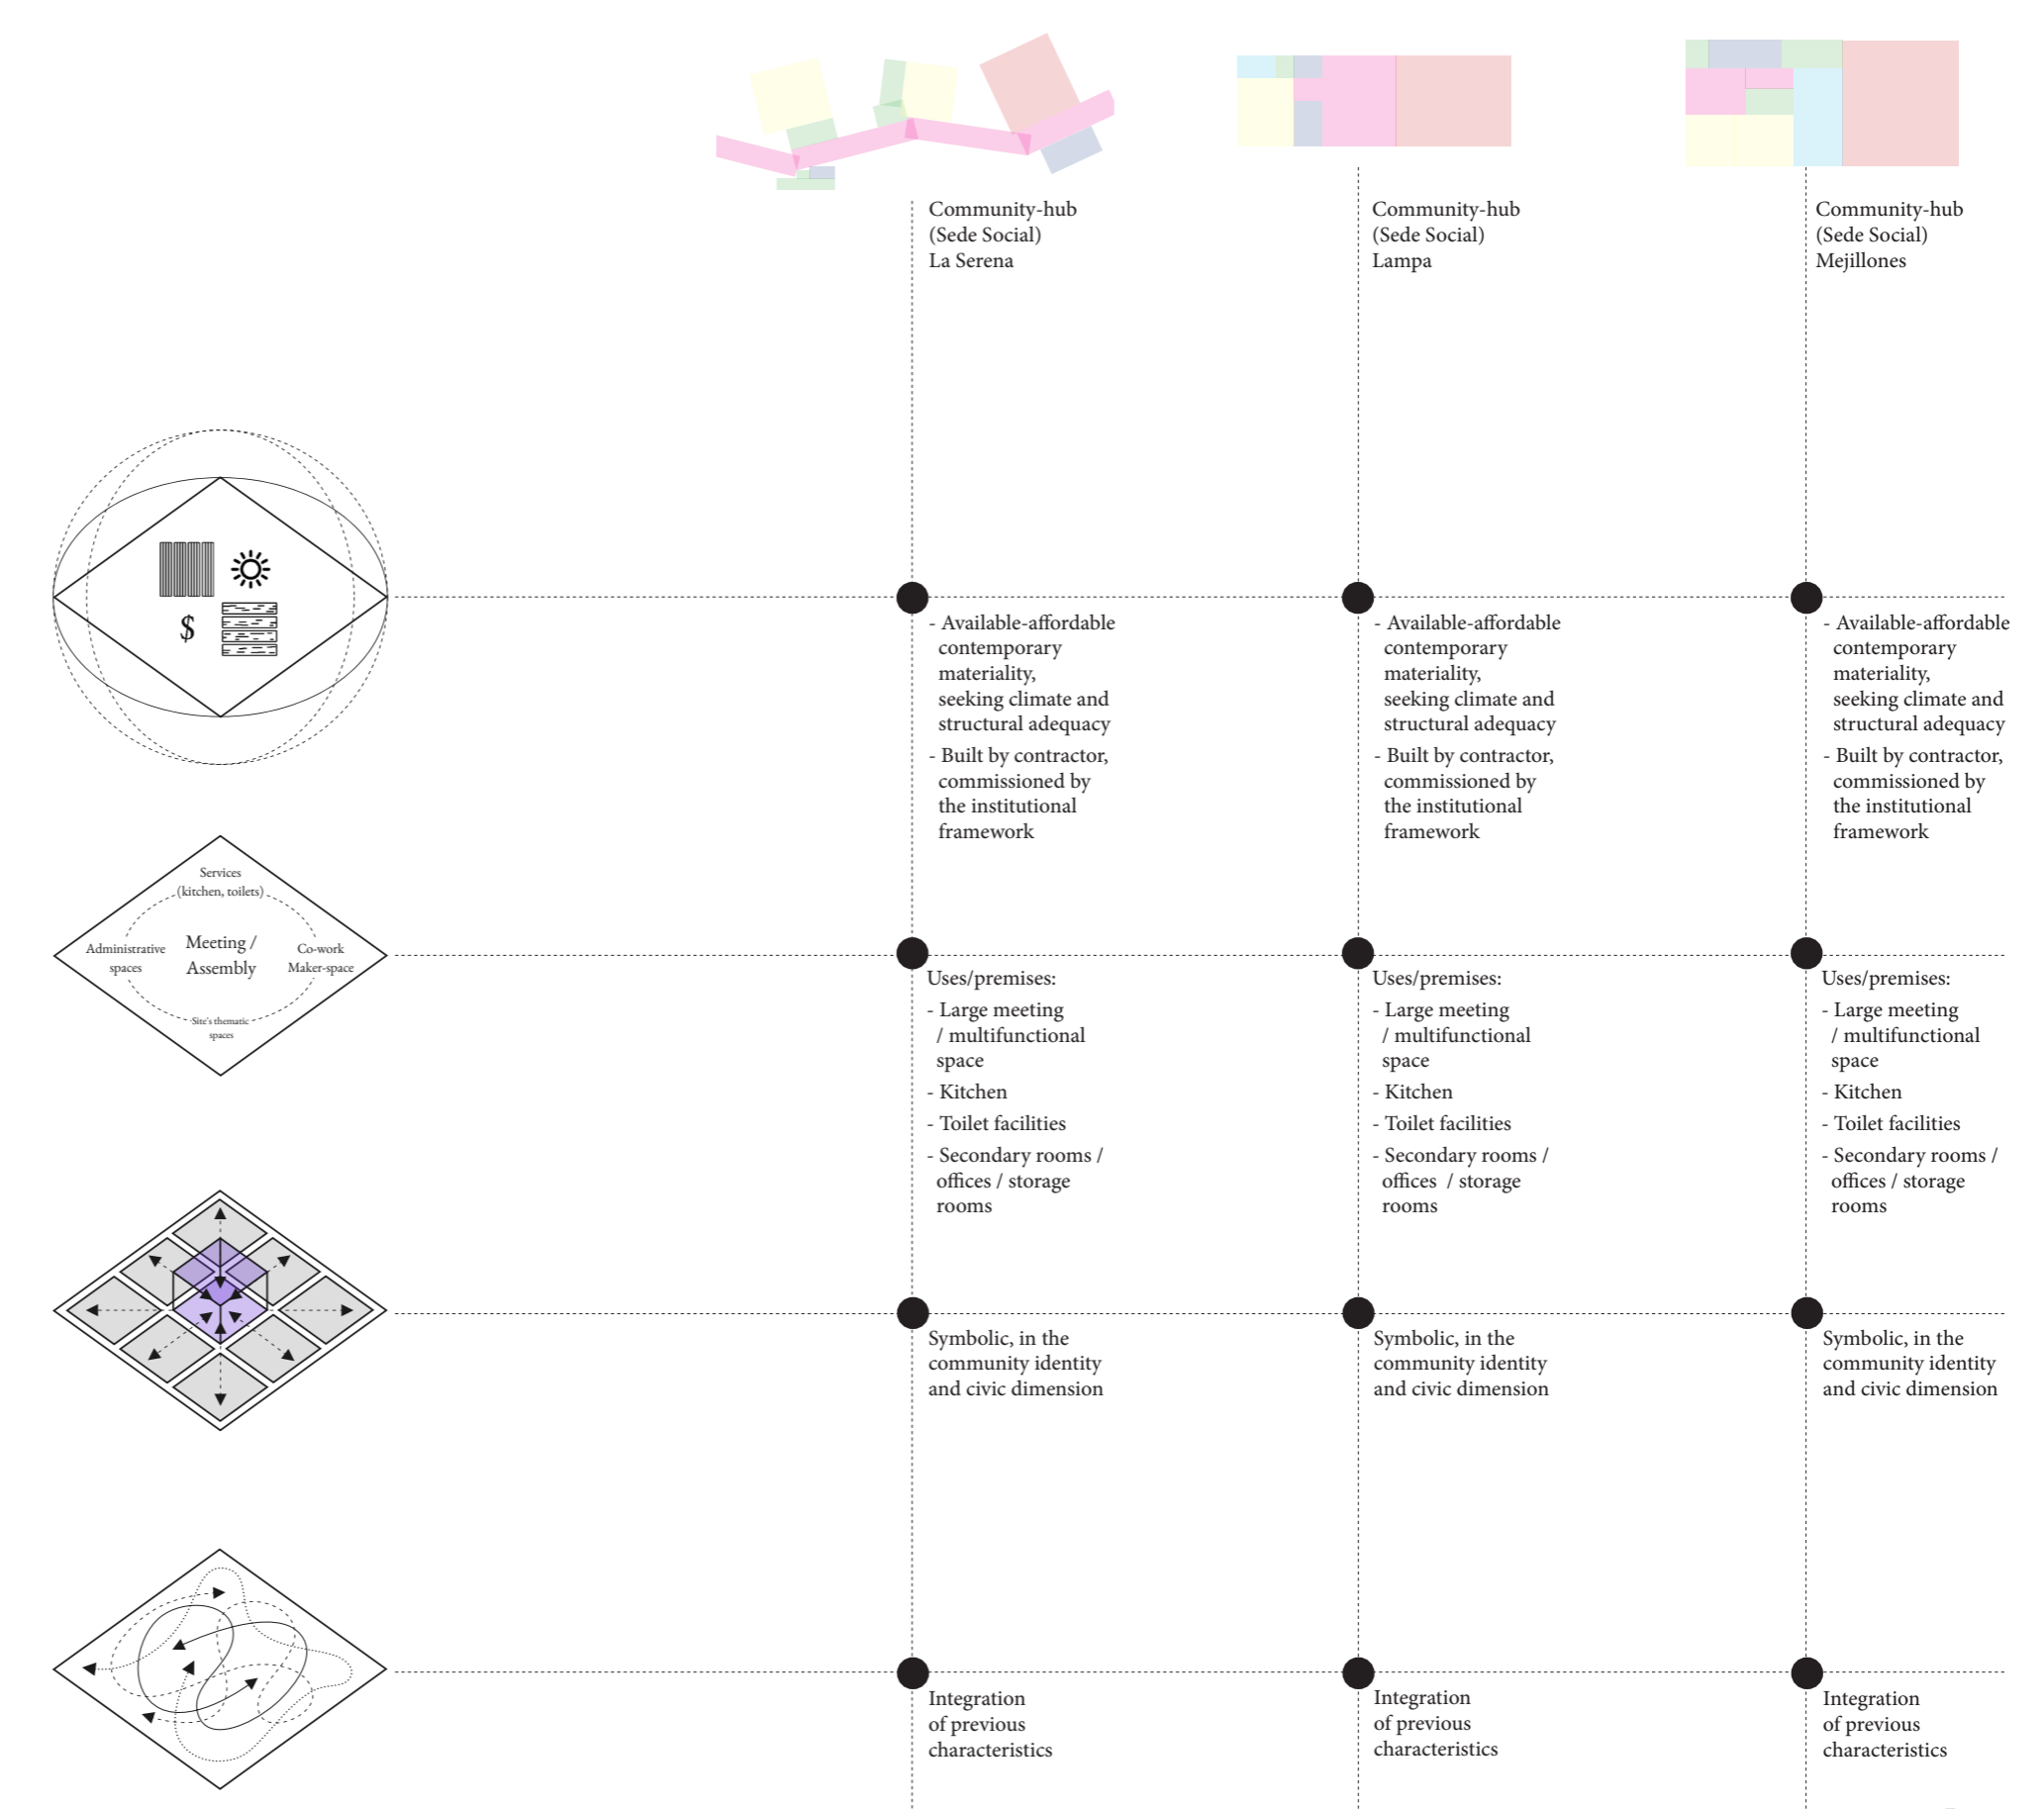 Community-hub
(Sede Social)
La Serena
Community-hub
(Sede Social)
Lampa
Community-hub
(Sede Social)
Mejillones
$
- Available-affordable
contemporary
materiality,
seeking climate and
structural adequacy
- Built by contractor,
commissioned by
the institutional
framework
- Available-affordable
contemporary
materiality,
seeking climate and
structural adequacy
- Built by contractor,
commissioned by
the institutional
framework
- Available-affordable
contemporary
materiality,
seeking climate and
structural adequacy
- Built by contractor,
commissioned by
the institutional
framework
Services
(kitchen, toilets)
Administrative
spaces
Meeting /
Assembly
Co-work
Maker-space
Site's thematic
spaces
Uses/premises:
- Large meeting
/ multifunctional
space
- Kitchen
- Toilet facilities
- Secondary rooms /
offices / storage
rooms
Uses/premises:
- Large meeting
/ multifunctional
space
- Kitchen
- Toilet facilities
- Secondary rooms /
offices / storage
rooms
Uses/premises:
- Large meeting
/ multifunctional
space
- Kitchen
- Toilet facilities
- Secondary rooms /
offices / storage
rooms
Symbolic, in the
community identity
and civic dimension
Symbolic, in the
community identity
and civic dimension
Symbolic, in the
community identity
and civic dimension
Integration
of previous
characteristics
Integration
of previous
characteristics
Integration
of previous
characteristics